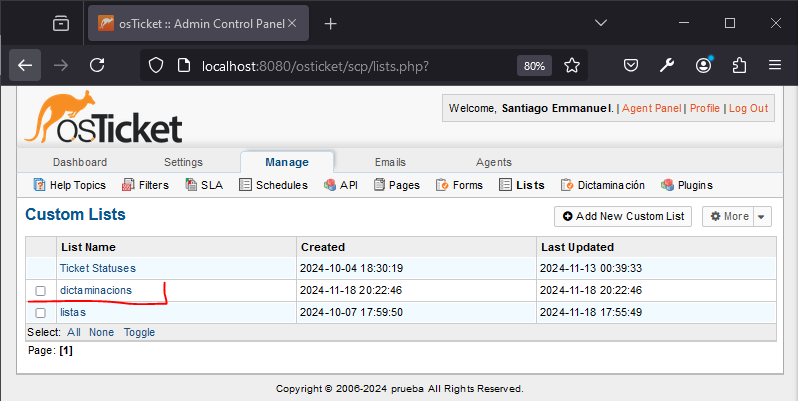 osTicket :: Admin Control Panel
localhost:8080/osticket/scp/lists.php?
80%
osTicket
Welcome, Santiago Emmanuel. | Agent Panel | Profile | Log Out
Dashboard Settings Manage Emails Agents
Help Topics Filters SLA Schedules API Pages Forms Lists Dictaminación Plugins
Custom Lists
Add New Custom List
More
List Name Created Last Updated
Ticket Statuses 2024-10-04 18:30:19 2024-11-13 00:39:33
dictaminacions 2024-11-18 20:22:46 2024-11-18 20:22:46
listas 2024-10-07 17:59:50 2024-11-18 17:55:49
Select: All None Toggle
Page: [1]
Copyright © 2006-2024 prueba All Rights Reserved.